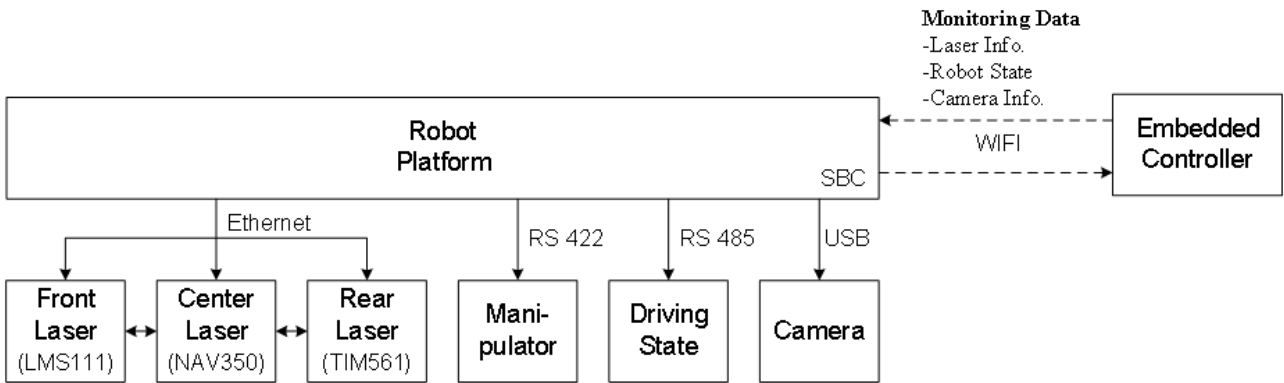 Monitoring Data
-Laser Info.
-Robot State
-Camera Info.
Robot
Platform
SBC
WIFI
Embedded
Controller
Ethernet
RS 422
RS 485
USB
Front
Laser
(LMS111)
Center
Laser
(NAV350)
Rear
Laser
(TIM561)
Mani-
pulator
Driving
State
Camera